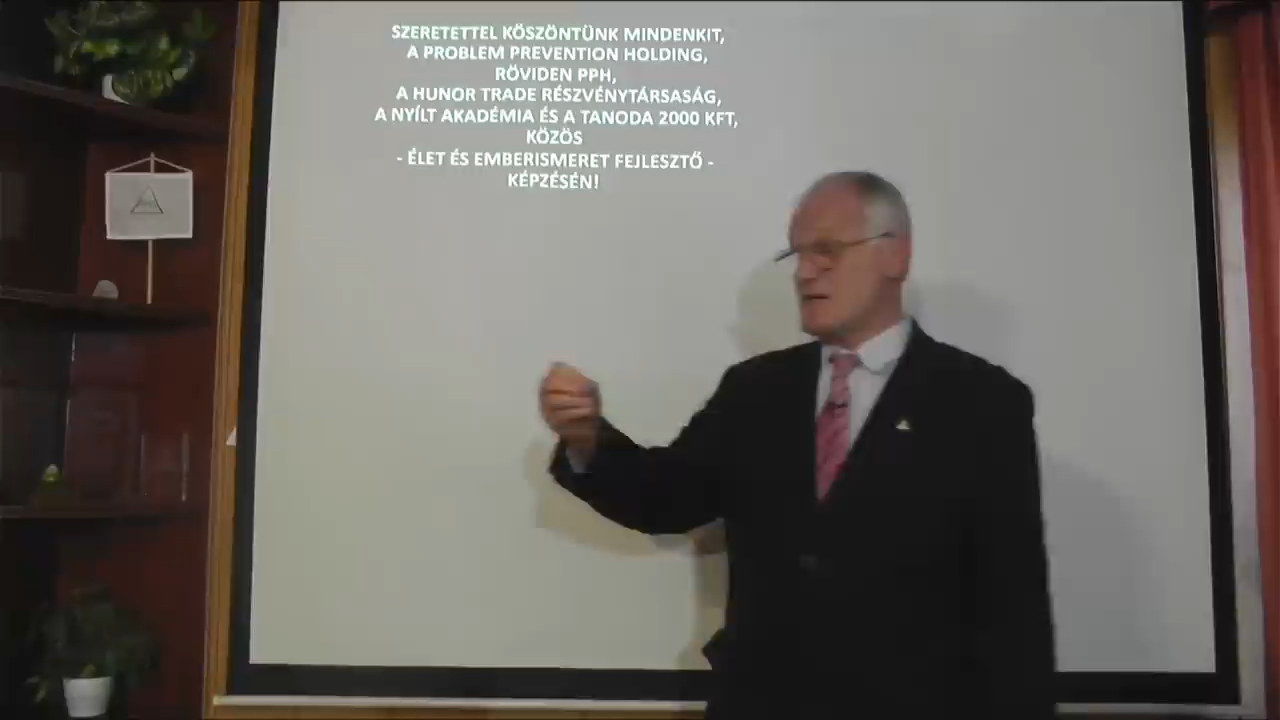 SZERETETTEL KÖSZÖNTÜNK MINDENKIT,
A PROBLEM PREVENTION HOLDING,
RÖVIDEN PPH,
A HUNOR TRADE RÉSZVÉNYTÁRSASÁG,
A NYÍLT AKADÉMIA ÉS A TANODA 2000 KFT,
KÖZÖS
- ÉLET ÉS EMBERISMERET FEJLESZTŐ -
KÉPZÉSÉN!